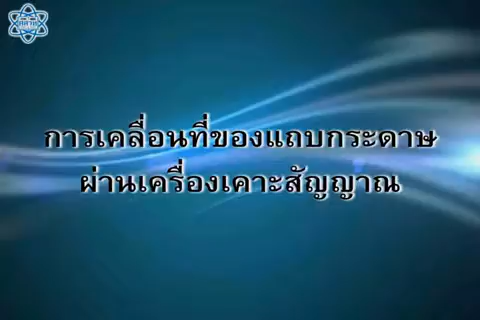 การเคลื่อนที่ของแถบกระดาษ
ผ่านเครื่องเคาะสัญญาณ